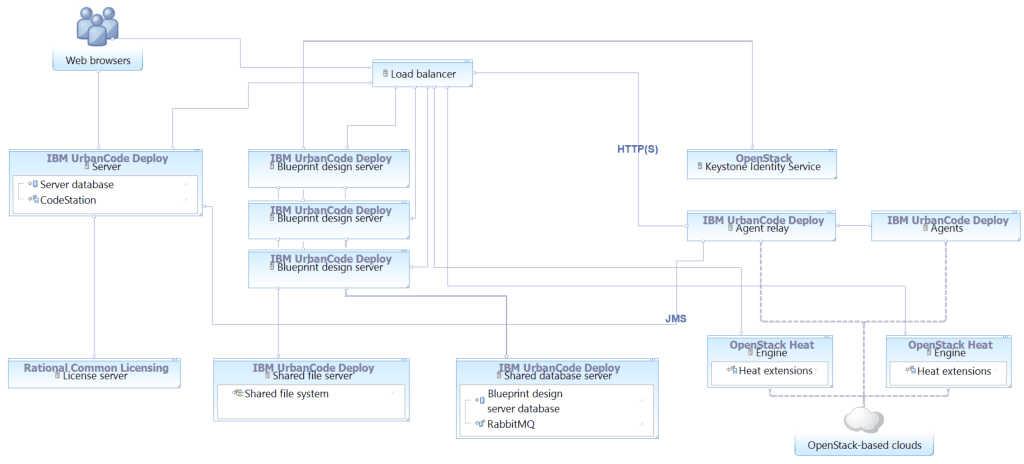 Web browsers
Load balancer
HTTP(S)
IBM UrbanCode Deploy
Server
Server database
CodeStation
IBM UrbanCode Deploy
Blueprint design server
OpenStack
Keystone Identity Service
IBM UrbanCode Deploy
Blueprint design server
IBM UrbanCode Deploy
Agent relay
IBM UrbanCode Deploy
Agents
IBM UrbanCode Deploy
Blueprint design server
JMS
Rational Common Licensing
License server
IBM UrbanCode Deploy
Shared file server
Shared file system
IBM UrbanCode Deploy
Shared database server
Blueprint design
server database
RabbitMQ
OpenStack Heat
Engine
Heat extensions
OpenStack Heat
Engine
Heat extensions
OpenStack-based clouds